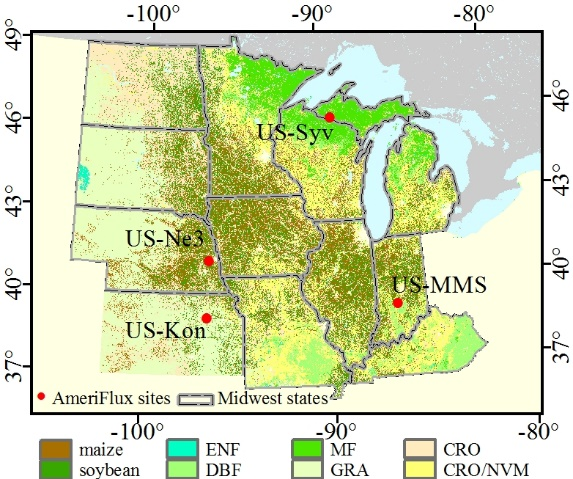 -100° -90° -80°
49°
46°
43°
40°
37°
46°
43°
40°
37°
US-Syv
US-Ne3
US-MMS
US-Kon
AmeriFlux sites Midwest states
-100° -90° -80°
maize ENF MF CRO
soybean DBF GRA CRO/NVM